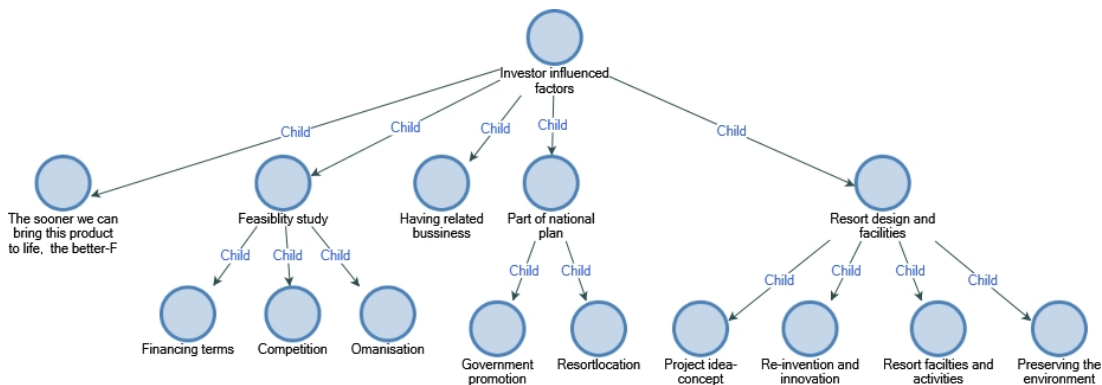 Investor influenced
factors
Child
Child
Child
Child
Child
The sooner we can
bring this product
to life, the better-F
Feasiblity study
Having related
bussiness
Part of national
plan
Resort design and
facilities
Child
Child
Child
Child
Child
Child
Child
Child
Child
Financing terms
Competition
Omanisation
Government
promotion
Resortlocation
Project idea-
concept
Re-invention and
innovation
Resort facilties and
activities
Preserving the
environment